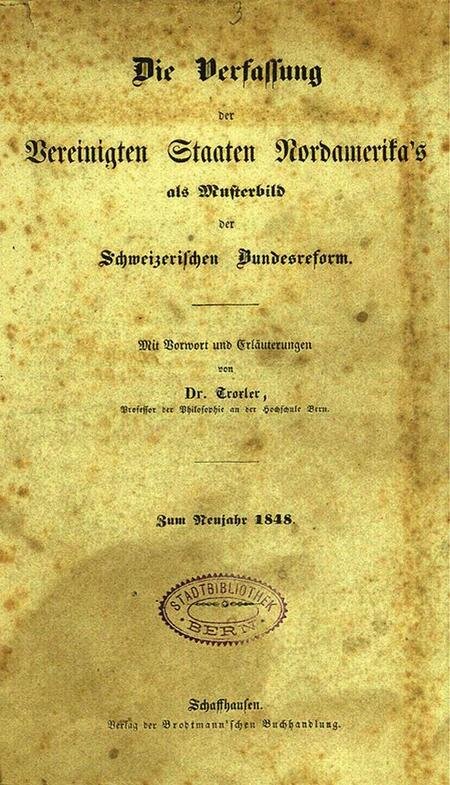 3
Die Verfassung
der
Vereinigten Staaten Nordamerika's
als Musterbild
der
Schweizerischen Bundesreform.
Mit Vorwort und Erläuterungen
von
Dr. Troxler,
Professor der Philosophie an der Hochschule Bern.
Zum Neujahr 1848.
STADTBIBLIOTHEK
BERN
Schaffhausen.
Verlag der Brodtmann'schen Buchhandlung.